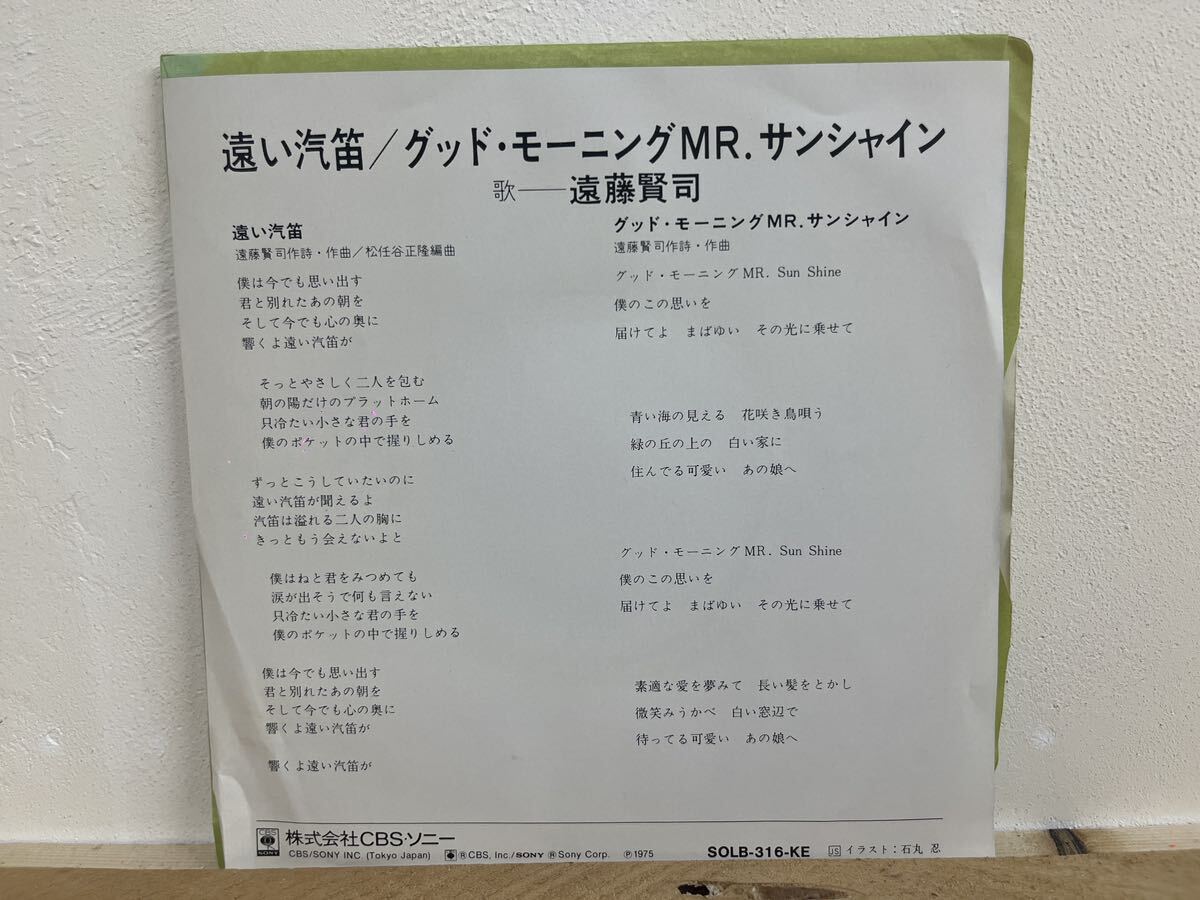 遠い汽笛/グッド・モーニングMR.サンシャイン
歌──遠藤賢司
遠い汽笛
遠藤賢司作詩・作曲/松任谷正隆編曲
僕は今でも思い出す
君と別れたあの朝を
そして今でも心の奥に
響くよ遠い汽笛が
そっとやさしく二人を包む
朝の陽だけのプラットホーム
只冷たい小さな君の手を
僕のポケットの中で握りしめる
ずっとこうしていたいのに
遠い汽笛が聞えるよ
汽笛は溢れる二人の胸に
きっともう会えないよと
僕はねと君をみつめても
涙が出そうで何も言えない
只冷たい小さな君の手を
僕のポケットの中で握りしめる
僕は今でも思い出す
君と別れたあの朝を
そして今でも心の奥に
響くよ遠い汽笛が
響くよ遠い汽笛が
グッド・モーニングMR.サンシャイン
遠藤賢司作詩・作曲
グッド・モーニングMR. Sun Shine
僕のこの思いを
届けてよ まばゆい その光に乗せて
青い海の見える 花咲き鳥唄う
緑の丘の上の 白い家に
住んでる可愛い あの娘へ
グッド・モーニングMR. Sun Shine
僕のこの思いを
届けてよ まばゆい その光に乗せて
素適な愛を夢みて 長い髪をとかし
微笑みうかべ 白い窓辺で
待ってる可愛い あの娘へ
CBS SONY 株式会社CBS・ソニー
CBS/SONY INC (Tokyo Japan) ®CBS, Inc./SONY ®Sony Corp. ℗1975 SOLB-316-KE JS イラスト:石丸 忍